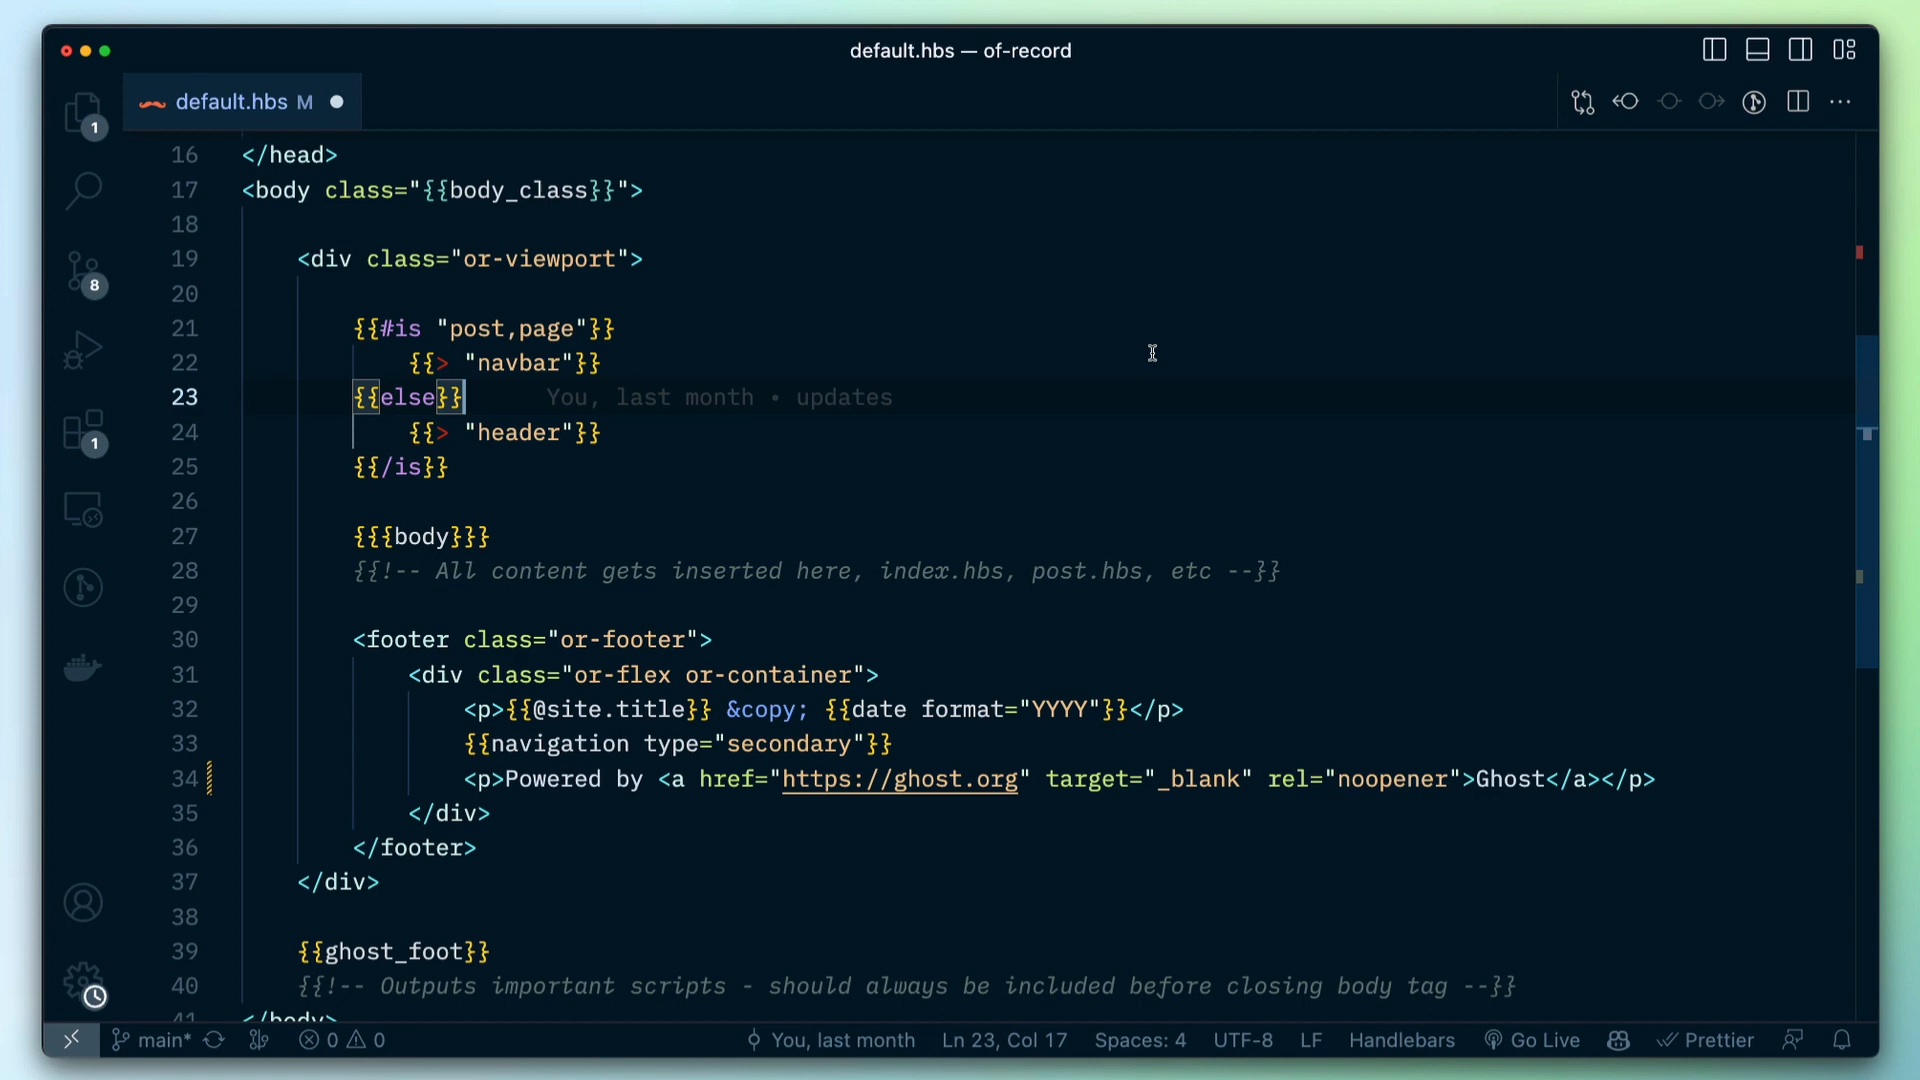 default.hbs — of-record
default.hbs M
1
8
1
16 </head>
17 <body class="{{body_class}}">
18
19 <div class="or-viewport">
20
21 {{#is "post,page"}}
22 {{> "navbar"}}
23 {{else}} You, last month • updates
24 {{> "header"}}
25 {{/is}}
26
27 {{{body}}}
28 {{!-- All content gets inserted here, index.hbs, post.hbs, etc --}}
29
30 <footer class="or-footer">
31 <div class="or-flex or-container">
32 <p>{{@site.title}} &copy; {{date format="YYYY"}}</p>
33 {{navigation type="secondary"}}
34 <p>Powered by <a href="https://ghost.org" target="_blank" rel="noopener">Ghost</a></p>
35 </div>
36 </footer>
37 </div>
38
39 {{ghost_foot}}
40 {{!-- Outputs important scripts - should always be included before closing body tag --}}
41 </body>
main* 0 0 You, last month Ln 23, Col 17 Spaces: 4 UTF-8 LF Handlebars Go Live Prettier